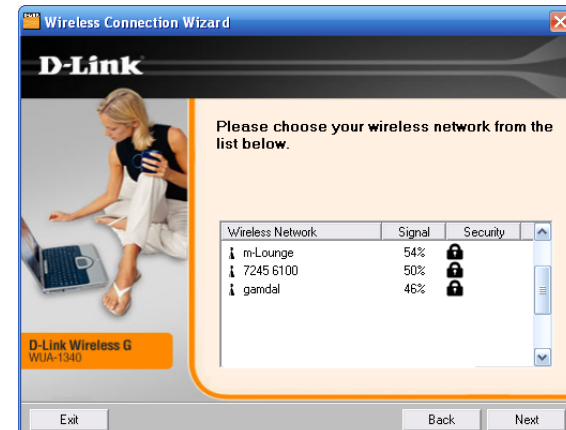 Wireless Connection Wizard
D-Link
Please choose your wireless network from the
list below.
Wireless Network Signal Security
m-Lounge 54%
7245 6100 50%
gamdal 46%
D-Link Wireless G
WUA-1340
Exit Back Next